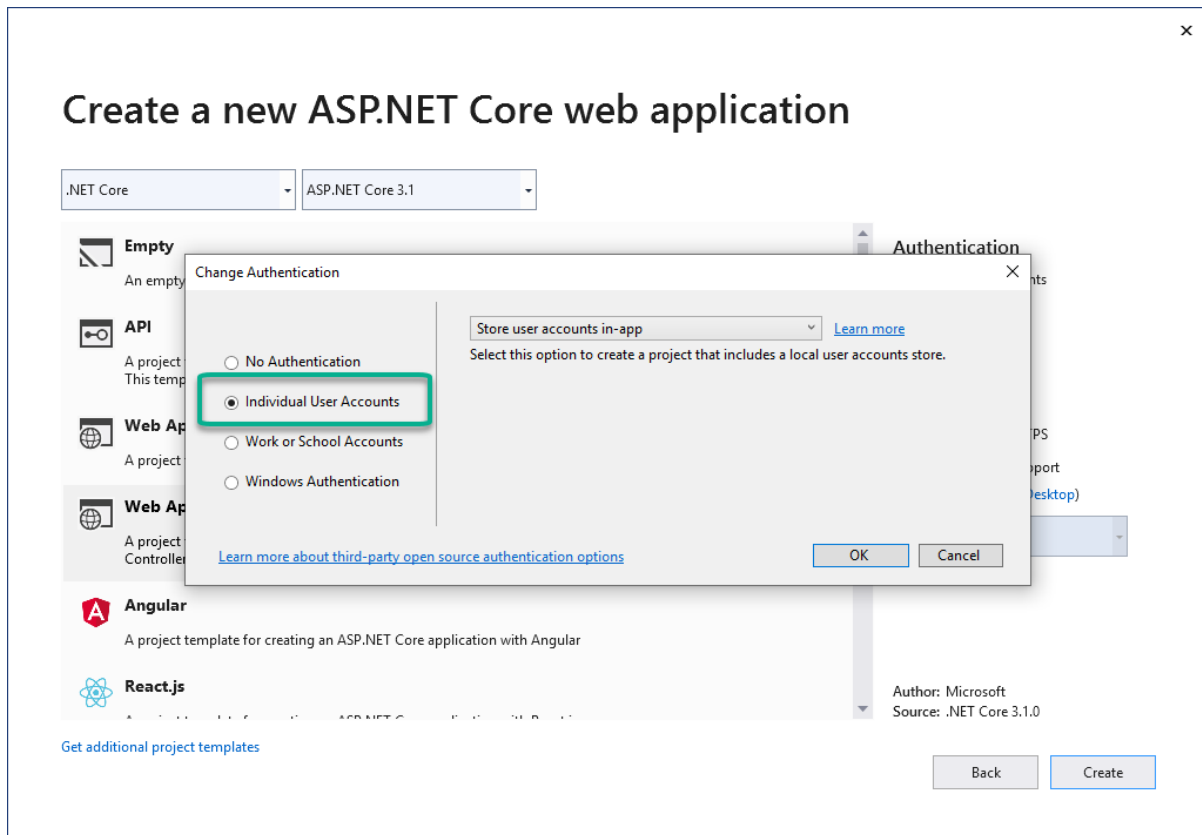 Create a new ASP.NET Core web application
.NET Core
ASP.NET Core 3.1
Empty
An empty
API
A project
This temp
Web Ap
A project
Web Ap
A project
Controller
Angular
A project template for creating an ASP.NET Core application with Angular
React.js
Get additional project templates
Authentication
nts
TPS
pport
Desktop)
Author: Microsoft
Source: .NET Core 3.1.0
Change Authentication
No Authentication
Individual User Accounts
Work or School Accounts
Windows Authentication
Store user accounts in-app
Learn more
Select this option to create a project that includes a local user accounts store.
Learn more about third-party open source authentication options
OK
Cancel
Back
Create